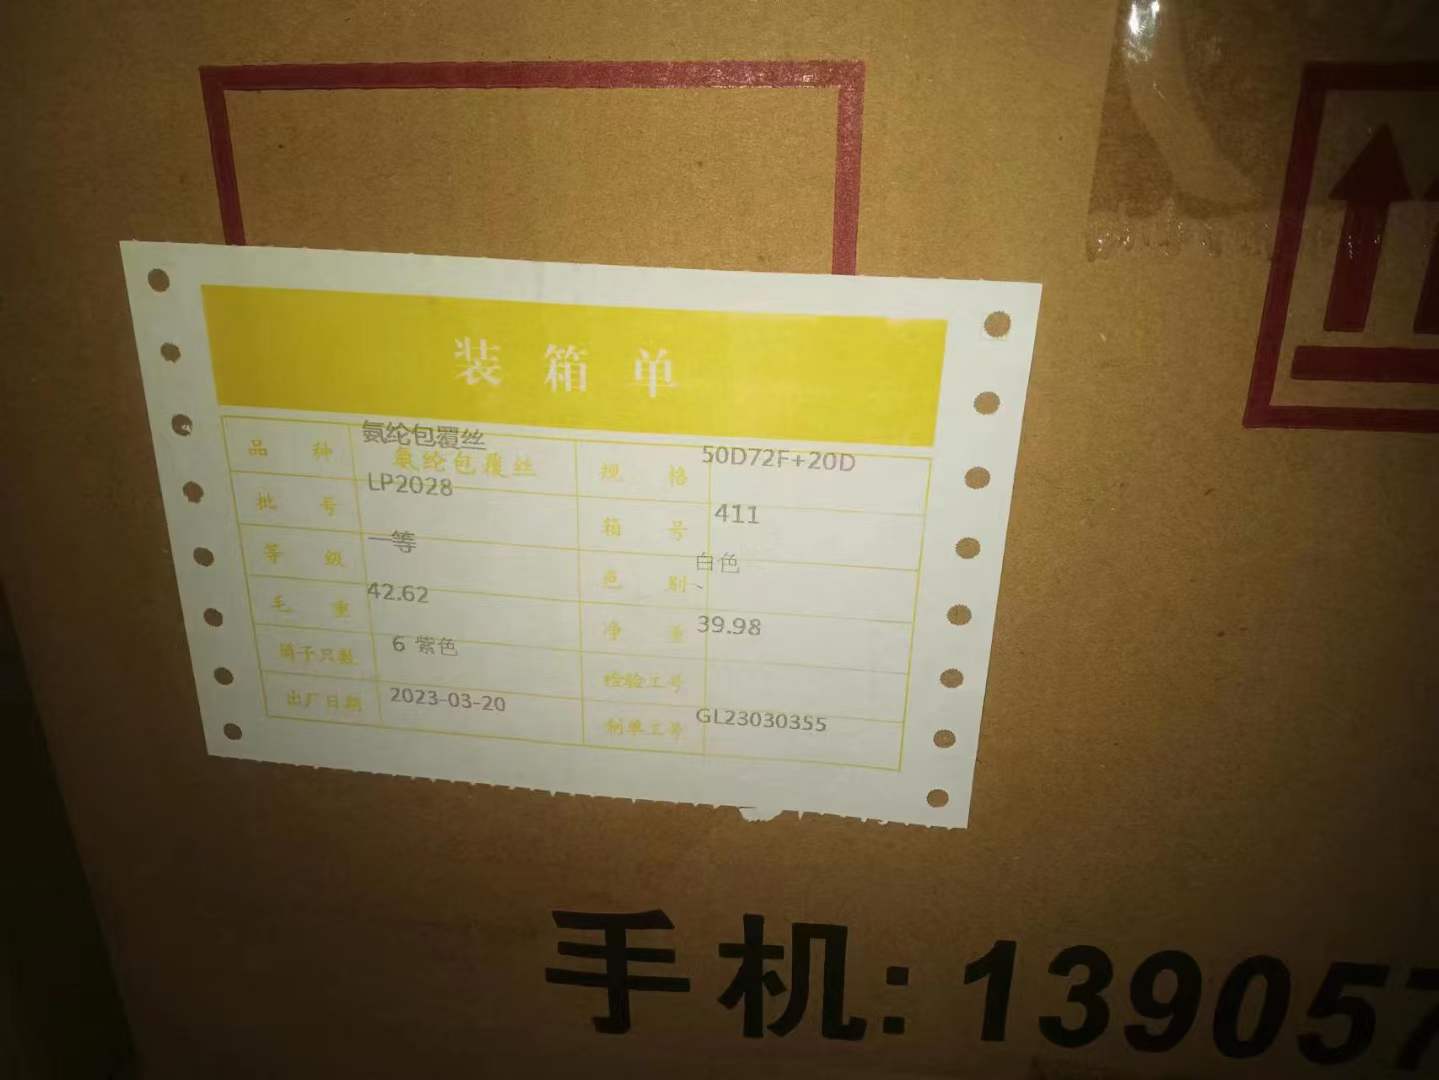 装箱单
品种 氨纶包覆丝 氨纶包覆丝 规格 50D72F+20D
批号 LP2028 箱号 411
等级 一等 色别 白色、
毛重 42.62 净重 39.98
筒子只数 6 紫色 检验工号
出厂日期 2023-03-20 制单工号 GL23030355
手机:13905